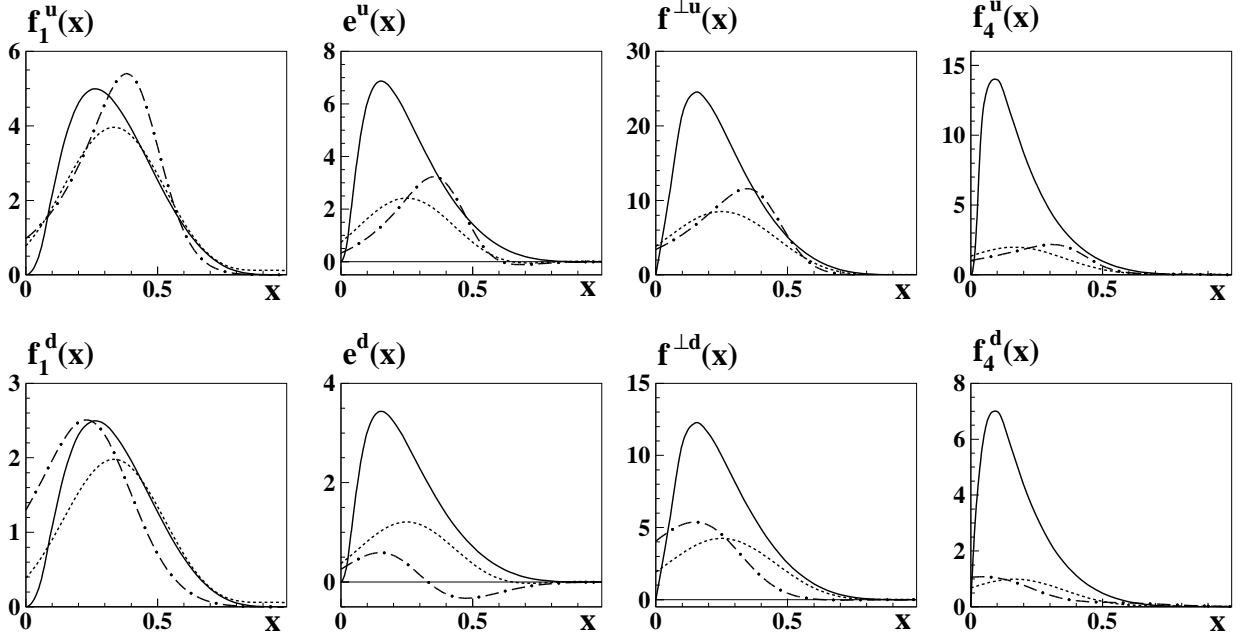 f₁ᵘ(x) eᵘ(x) f^⊥u(x) f₄ᵘ(x)
6 8 30 15
4 6 20 10
2 4 10 5
0 2 0 0
0
0 0.5 x 0 0.5 x 0 0.5 x 0 0.5 x
f₁ᵈ(x) eᵈ(x) f^⊥d(x) f₄ᵈ(x)
3 4 15 8
2 2 10 6
1 0 5 4
0 0 2
0
0 0.5 x 0 0.5 x 0 0.5 x 0 0.5 x